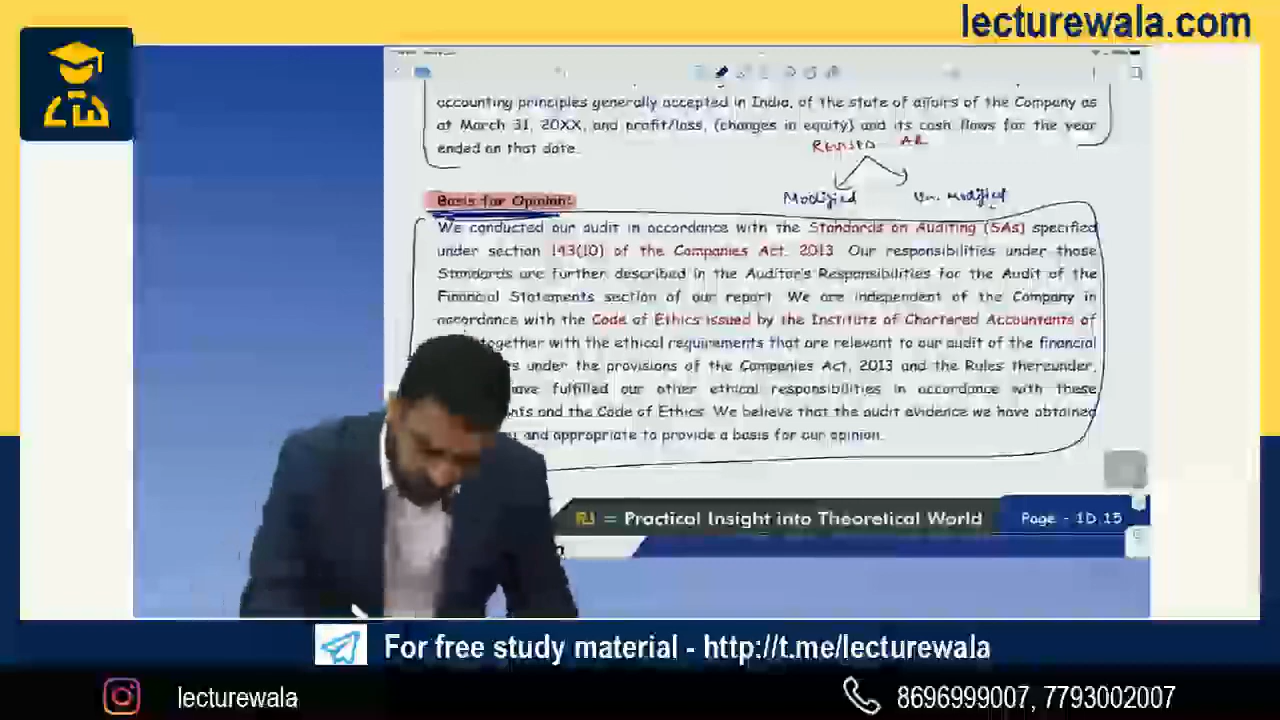 lecturewala.com
accounting principles generally accepted in India, of the state of affairs of the Company as
at March 31, 20XX, and profit/loss, (changes in equity) and its cash flows for the year
ended on that date.
Revised AR
Modified Un. modified
Basis for Opinion:
We conducted our audit in accordance with the Standards on Auditing (SAs) specified
under section 143(10) of the Companies Act, 2013. Our responsibilities under those
Standards are further described in the Auditor's Responsibilities for the Audit of the
Financial Statements section of our report. We are independent of the Company in
accordance with the Code of Ethics issued by the Institute of Chartered Accountants of
together with the ethical requirements that are relevant to our audit of the financial
under the provisions of the Companies Act, 2013 and the Rules thereunder,
have fulfilled our other ethical responsibilities in accordance with these
and the Code of Ethics. We believe that the audit evidence we have obtained
and appropriate to provide a basis for our opinion.
RJ = Practical Insight into Theoretical World
Page - 1D.15
For free study material - http://t.me/lecturewala
lecturewala
8696999007, 7793002007